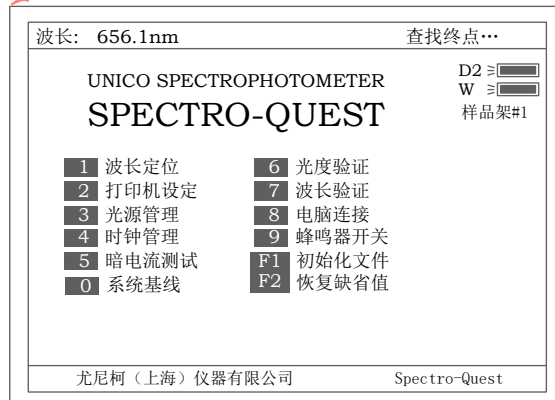 波长: 656.1nm 查找终点…
UNICO SPECTROPHOTOMETER
SPECTRO-QUEST
D2
W
样品架#1
1 波长定位 6 光度验证
2 打印机设定 7 波长验证
3 光源管理 8 电脑连接
4 时钟管理 9 蜂鸣器开关
5 暗电流测试 F1 初始化文件
0 系统基线 F2 恢复缺省值
尤尼柯（上海）仪器有限公司 Spectro-Quest